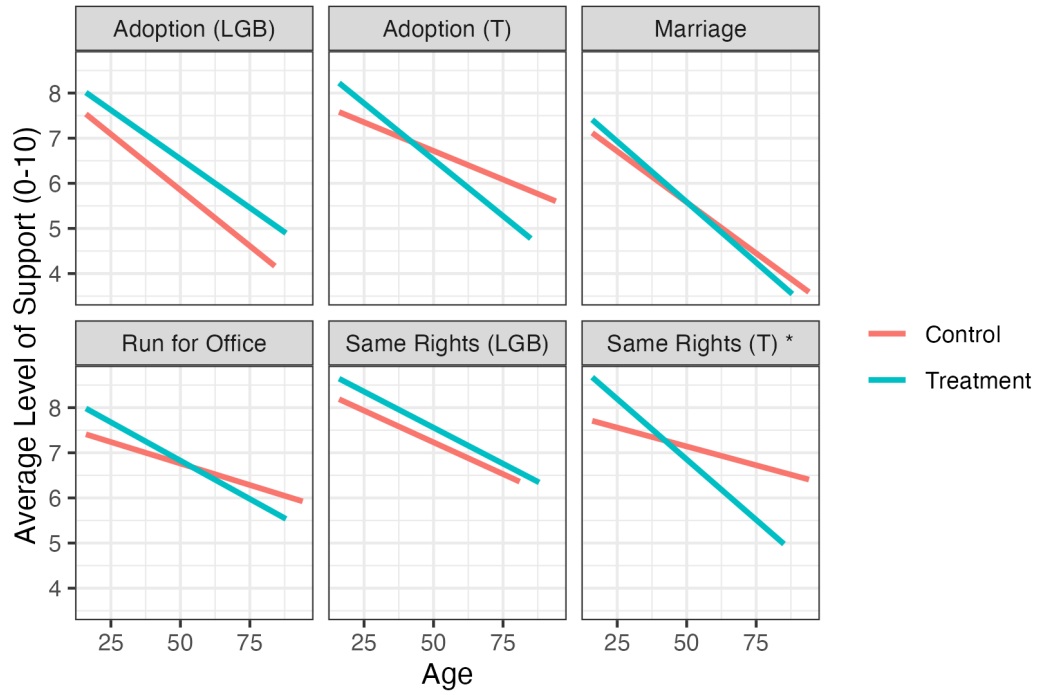 Adoption (LGB) Adoption (T) Marriage
8
7
6
5
4
Average Level of Support (0-10)
Run for Office Same Rights (LGB) Same Rights (T) *
8
7
6
5
4
25 50 75 25 50 75 25 50 75
Age
Control
Treatment